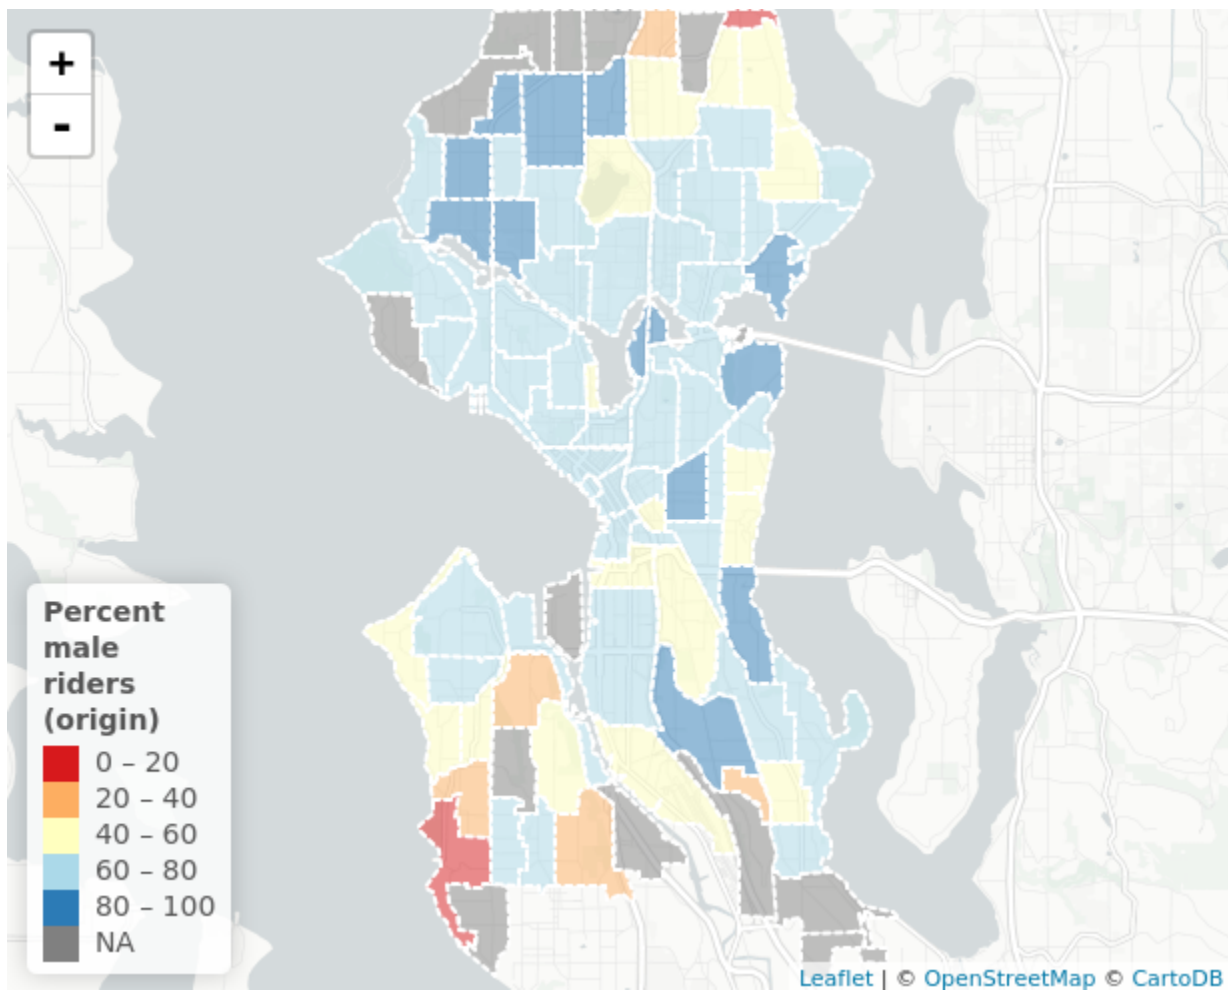 +
-
Percent
male
riders
(origin)
0 – 20
20 – 40
40 – 60
60 – 80
80 – 100
NA
Leaflet | © OpenStreetMap © CartoDB